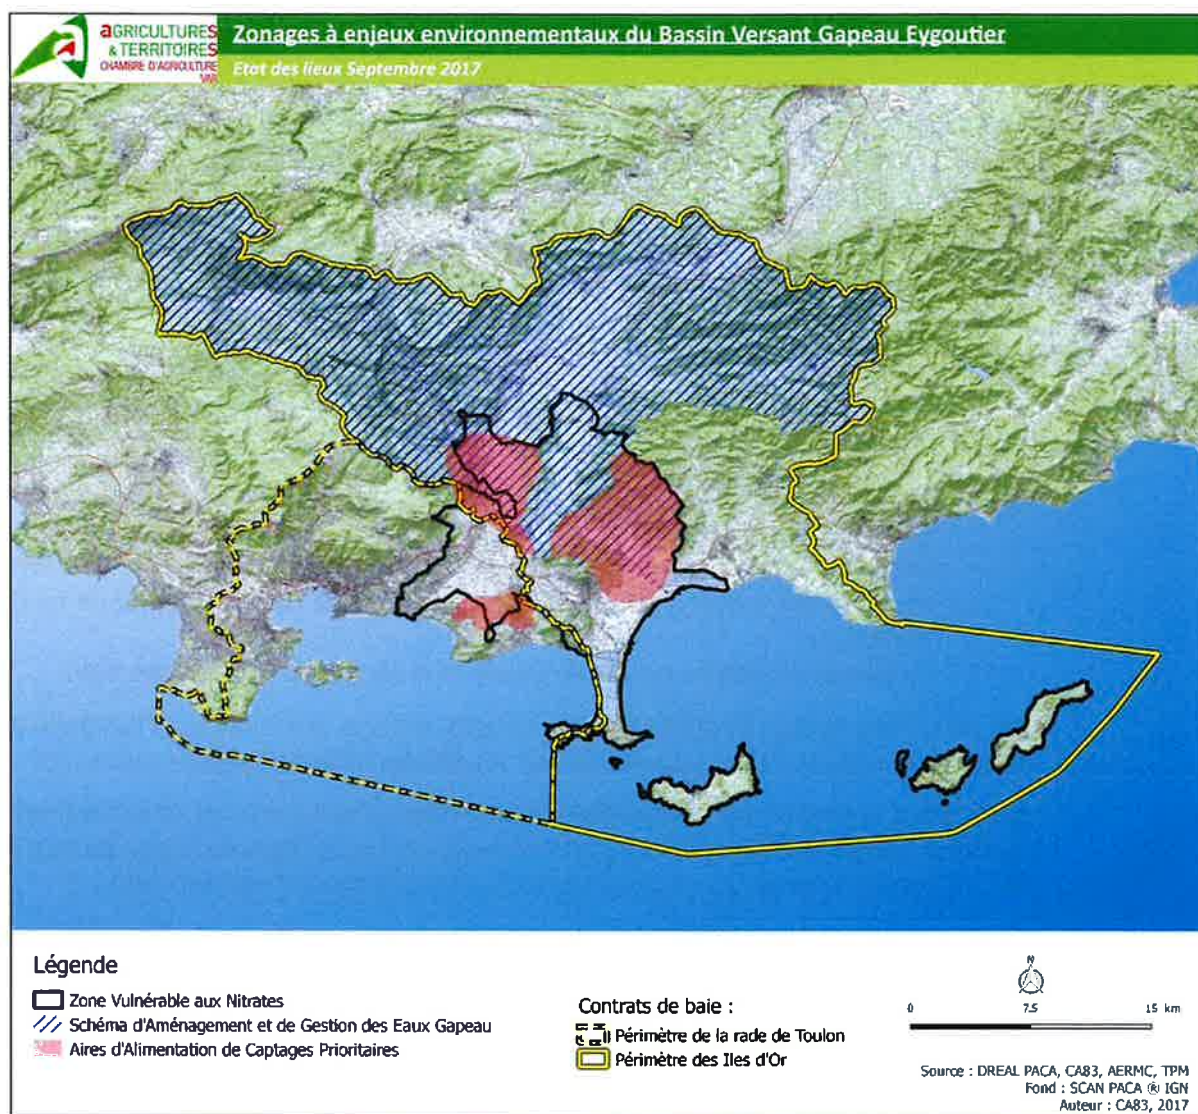 aGRICULTURES
& TERRITOIRES
CHAMBRE D'AGRICULTURE
VAR
Zonages à enjeux environnementaux du Bassin Versant Gapeau Eygoutier
Etat des lieux Septembre 2017
Légende
Zone Vulnérable aux Nitrates
Schéma d'Aménagement et de Gestion des Eaux Gapeau
Aires d'Alimentation de Captages Prioritaires
Contrats de baie :
Périmètre de la rade de Toulon
Périmètre des Iles d'Or
N
0 7.5 15 km
Source : DREAL PACA, CA83, AERMC, TPM
Fond : SCAN PACA ® IGN
Auteur : CA83, 2017